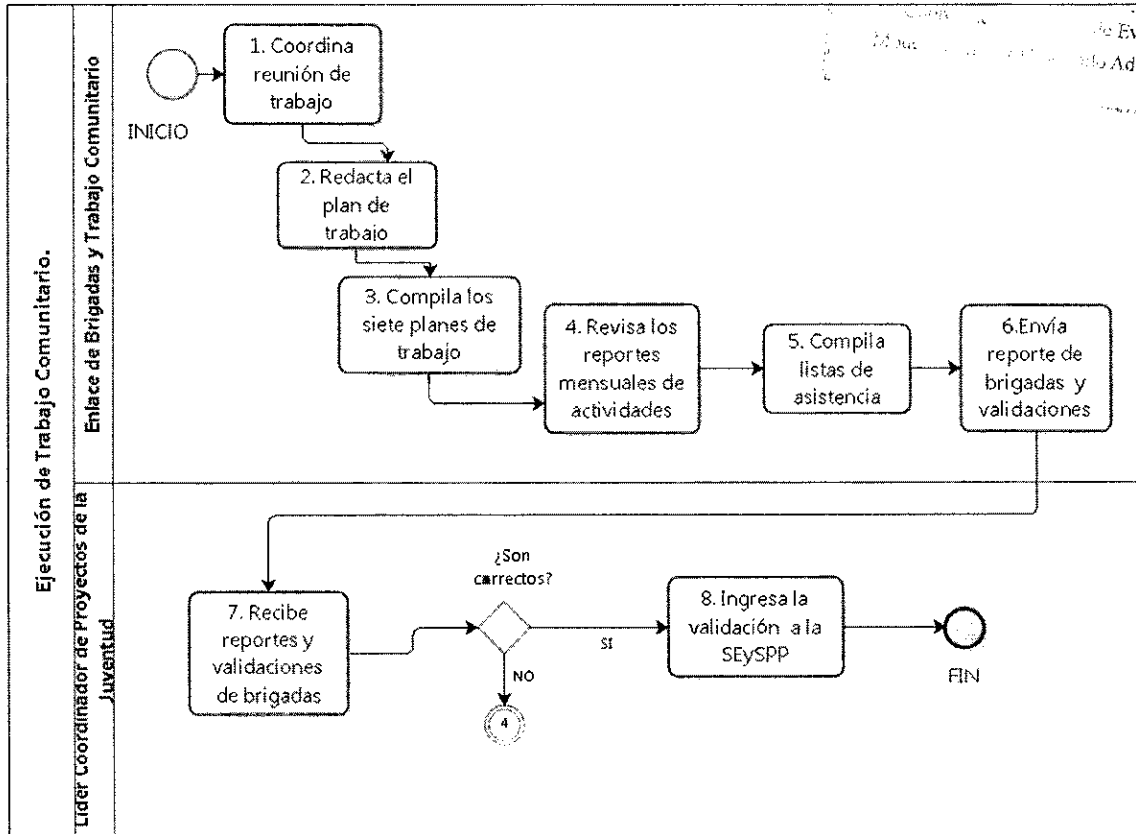 Ejecución de Trabajo Comunitario.
Enlace de Brigadas y Trabajo Comunitario
INICIO
1. Coordina
reunión de
trabajo
2. Redacta el
plan de
trabajo
3. Compila los
siete planes de
trabajo
4. Revisa los
reportes
mensuales de
actividades
5. Compila
listas de
asistencia
6.Envía
reporte de
brigadas y
validaciones
Líder Coordinador de Proyectos de la
Juventud
7. Recibe
reportes y
validaciones
de brigadas
¿Son
correctos?
SI
NO
4
8. Ingresa la
validación a la
SEySPP
FIN